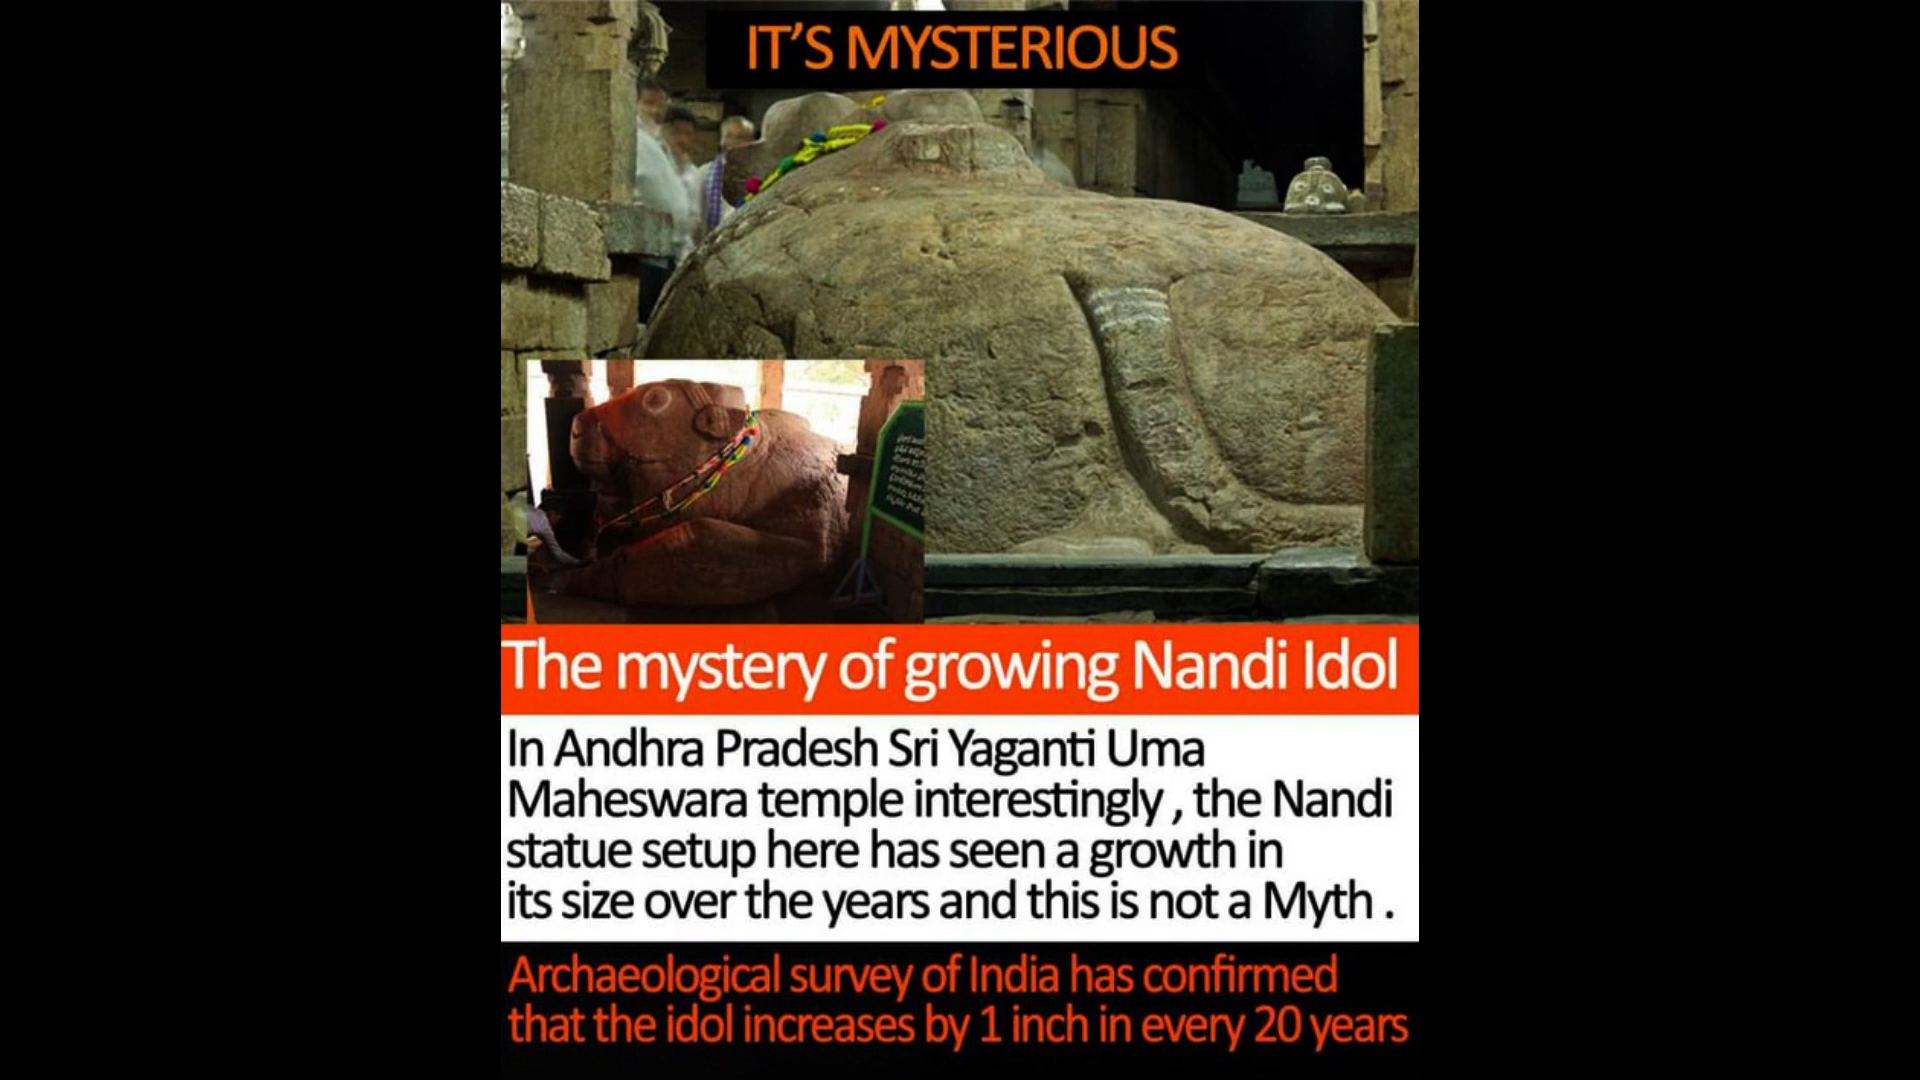 IT'S MYSTERIOUS
The mystery of growing Nandi Idol
In Andhra Pradesh Sri Yaganti Uma
Maheswara temple interestingly , the Nandi
statue setup here has seen a growth in
its size over the years and this is not a Myth .
Archaeological survey of India has confirmed
that the idol increases by 1 inch in every 20 years